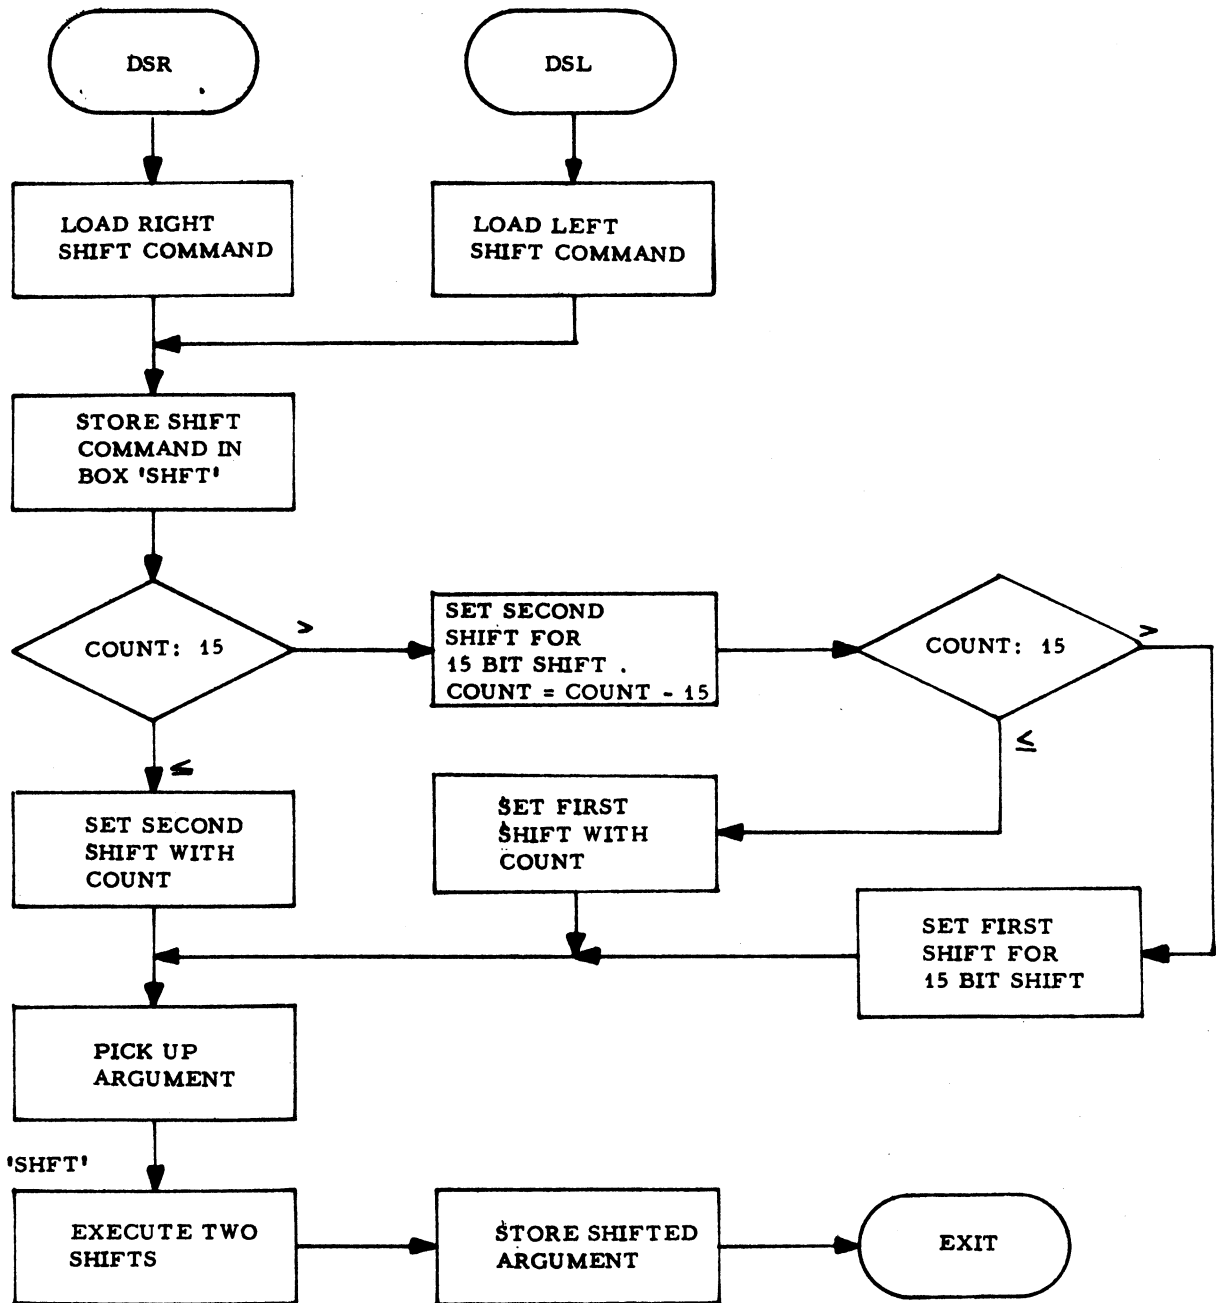 DSR
DSL
LOAD RIGHT
SHIFT COMMAND
LOAD LEFT
SHIFT COMMAND
STORE SHIFT
COMMAND IN
BOX 'SHFT'
COUNT: 15
>
≤
SET SECOND
SHIFT FOR
15 BIT SHIFT .
COUNT = COUNT - 15
COUNT: 15
>
≤
SET SECOND
SHIFT WITH
COUNT
SET FIRST
SHIFT WITH
COUNT
SET FIRST
SHIFT FOR
15 BIT SHIFT
PICK UP
ARGUMENT
'SHFT'
EXECUTE TWO
SHIFTS
STORE SHIFTED
ARGUMENT
EXIT